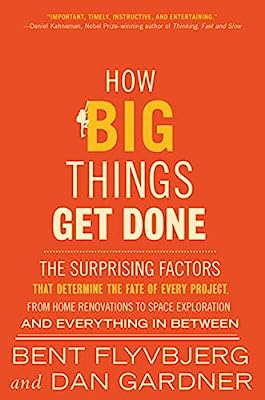 "IMPORTANT, TIMELY, INSTRUCTIVE, AND ENTERTAINING."
—Daniel Kahneman, Nobel Prize–winning author of Thinking, Fast and Slow
HOW
BIG
THINGS
GET DONE
THE SURPRISING FACTORS
THAT DETERMINE THE FATE OF EVERY PROJECT,
FROM HOME RENOVATIONS TO SPACE EXPLORATION
AND EVERYTHING IN BETWEEN
BENT FLYVBJERG
and DAN GARDNER